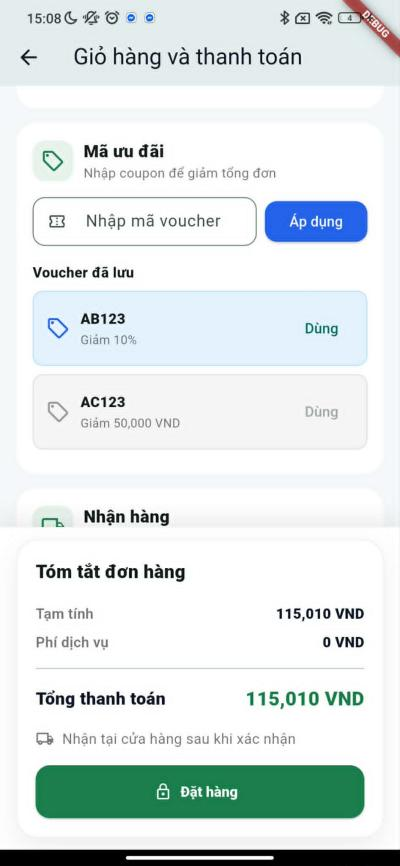 15:08
4
DEBUG
Giỏ hàng và thanh toán
Mã ưu đãi
Nhập coupon để giảm tổng đơn
Nhập mã voucher
Áp dụng
Voucher đã lưu
AB123
Giảm 10%
Dùng
AC123
Giảm 50,000 VND
Dùng
Nhận hàng
Tóm tắt đơn hàng
Tạm tính 115,010 VND
Phí dịch vụ 0 VND
Tổng thanh toán 115,010 VND
Nhận tại cửa hàng sau khi xác nhận
Đặt hàng